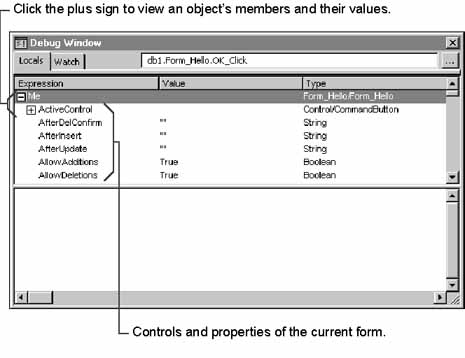 Click the plus sign to view an object's members and their values.
Debug Window
Locals Watch db1.Form_Hello.OK_Click ...
Expression Value Type
Me Form_Hello/Form_Hello
ActiveControl Control/CommandButton
AfterDelConfirm "" String
AfterInsert "" String
AfterUpdate "" String
AllowAdditions True Boolean
AllowDeletions True Boolean
Controls and properties of the current form.